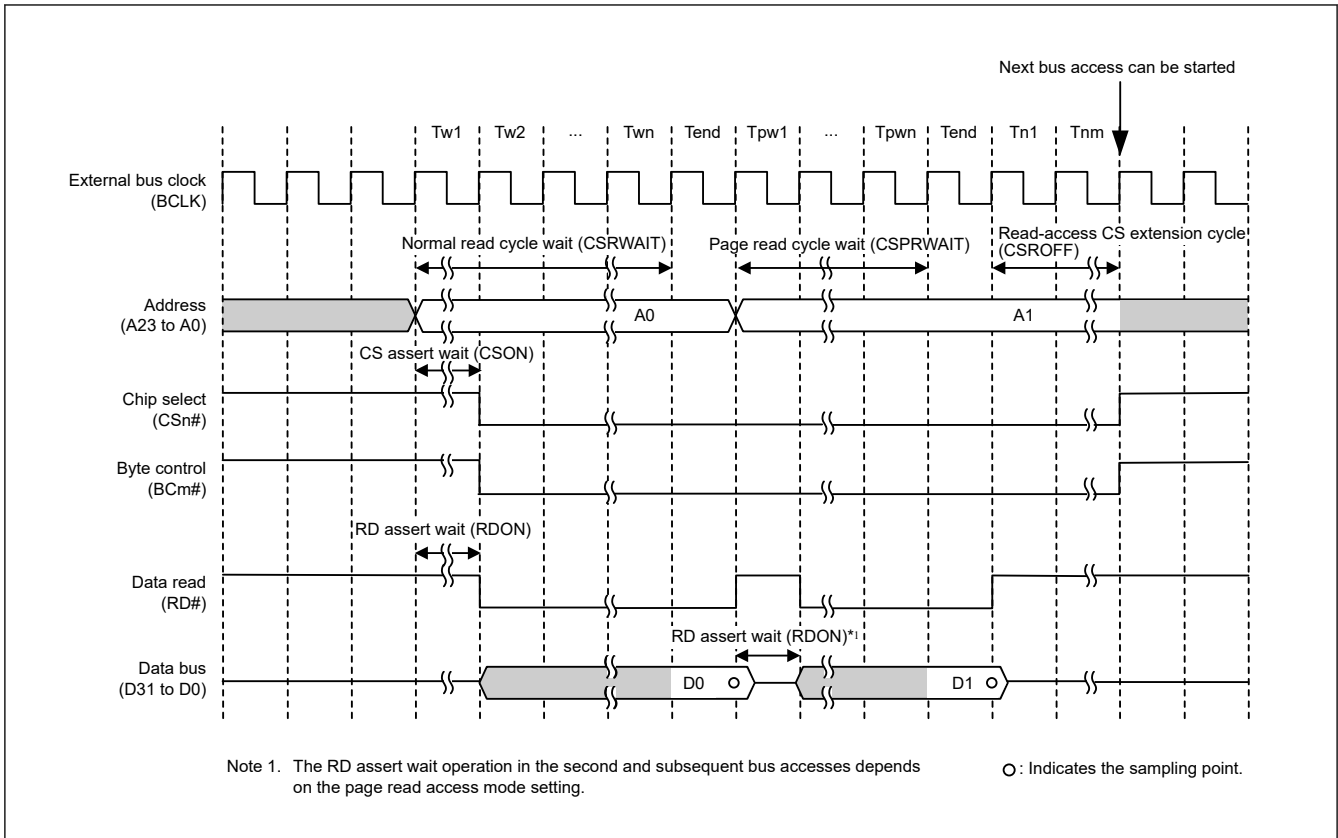 Next bus access can be started
Tw1 Tw2 ... Twn Tend Tpw1 ... Tpwn Tend Tn1 Tnm
External bus clock
(BCLK)
Normal read cycle wait (CSRWAIT)
Page read cycle wait (CSPRWAIT)
Read-access CS extension cycle
(CSROFF)
Address
(A23 to A0)
A0
A1
CS assert wait (CSON)
Chip select
(CSn#)
Byte control
(BCm#)
RD assert wait (RDON)
Data read
(RD#)
RD assert wait (RDON)*1
Data bus
(D31 to D0)
D0
D1
Note 1. The RD assert wait operation in the second and subsequent bus accesses depends
on the page read access mode setting.
: Indicates the sampling point.